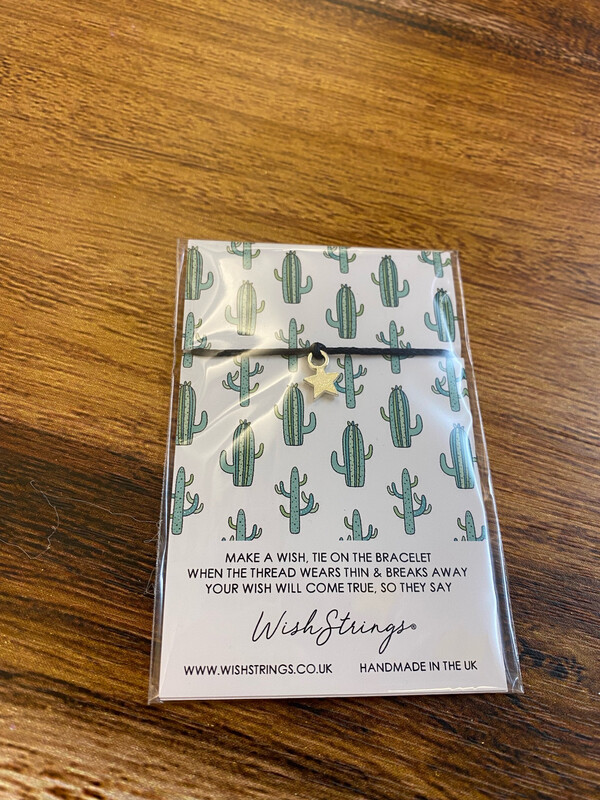 MAKE A WISH, TIE ON THE BRACELET
WHEN THE THREAD WEARS THIN & BREAKS AWAY
YOUR WISH WILL COME TRUE, SO THEY SAY
WishStrings®
WWW.WISHSTRINGS.CO.UK HANDMADE IN THE UK